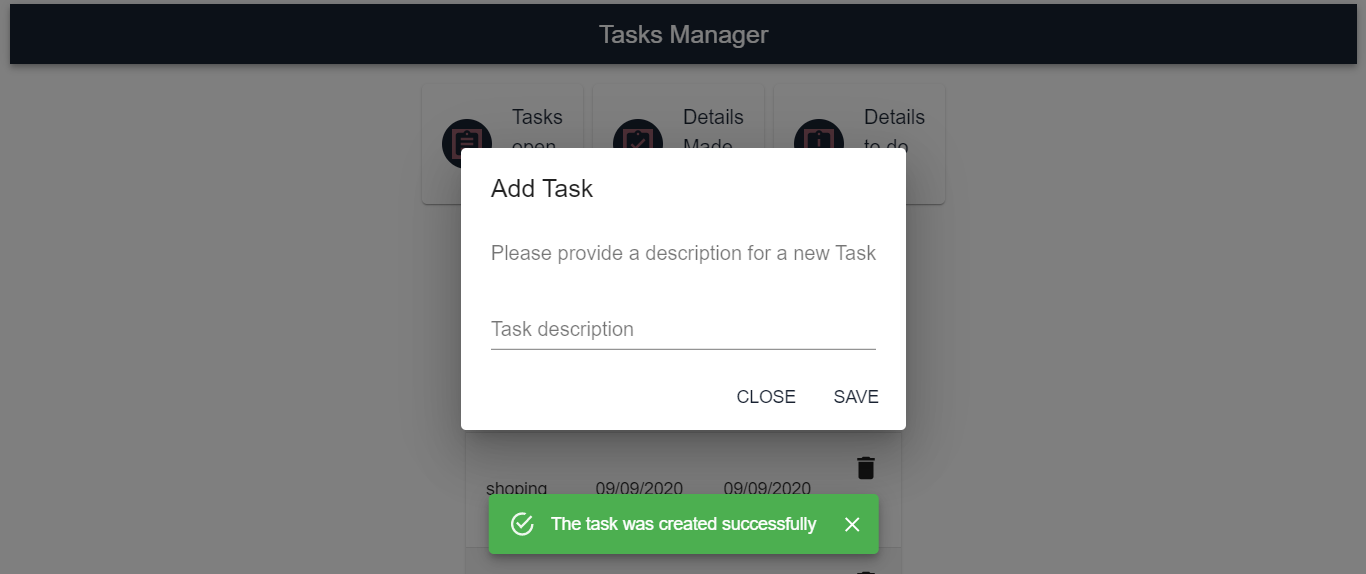 Tasks Manager
Tasks
open
Details
Made
Details
to do
Add Task
Please provide a description for a new Task
Task description
CLOSE
SAVE
shoping 09/09/2020 09/09/2020
The task was created successfully